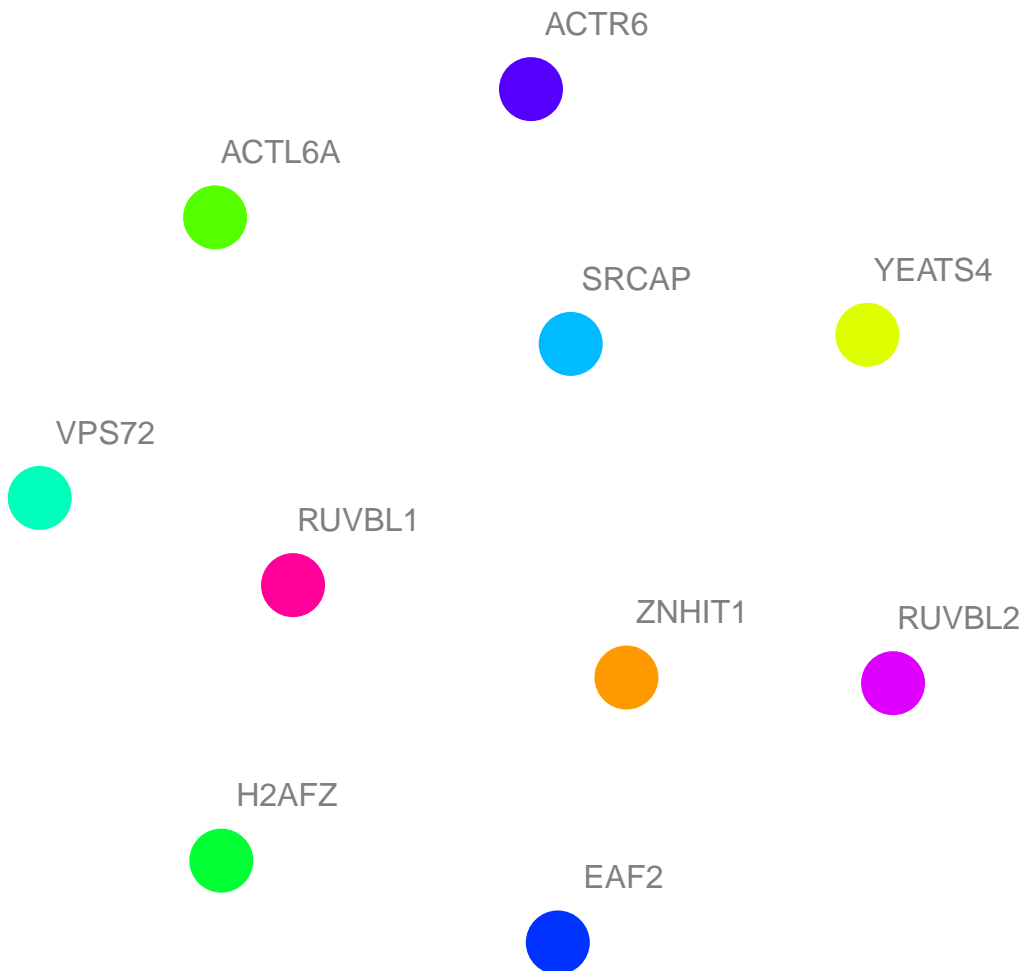 ACTR6
ACTL6A
SRCAP
YEATS4
VPS72
RUVBL1
ZNHIT1
RUVBL2
H2AFZ
EAF2